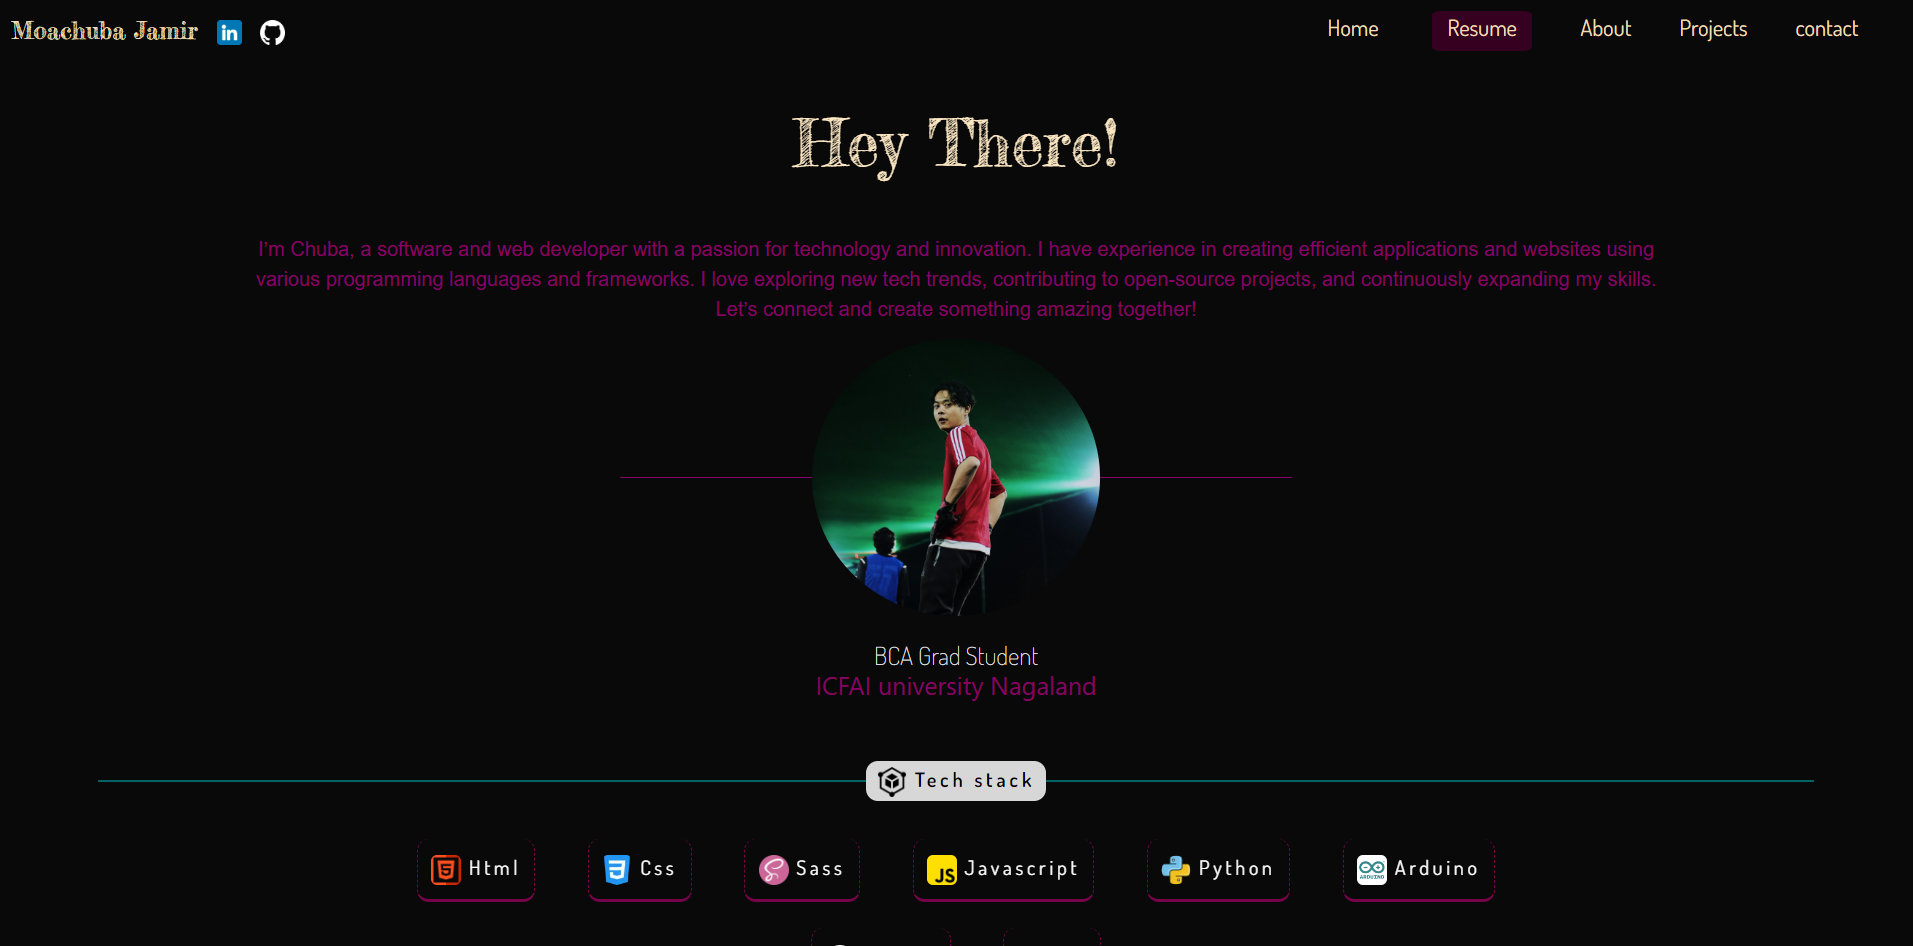 Moachuba Jamir in
Home Resume About Projects contact
Hey There!
I'm Chuba, a software and web developer with a passion for technology and innovation. I have experience in creating efficient applications and websites using
various programming languages and frameworks. I love exploring new tech trends, contributing to open-source projects, and continuously expanding my skills.
Let's connect and create something amazing together!
BCA Grad Student
ICFAI university Nagaland
Tech stack
Html Css Sass JS Javascript Python ARDUINO Arduino